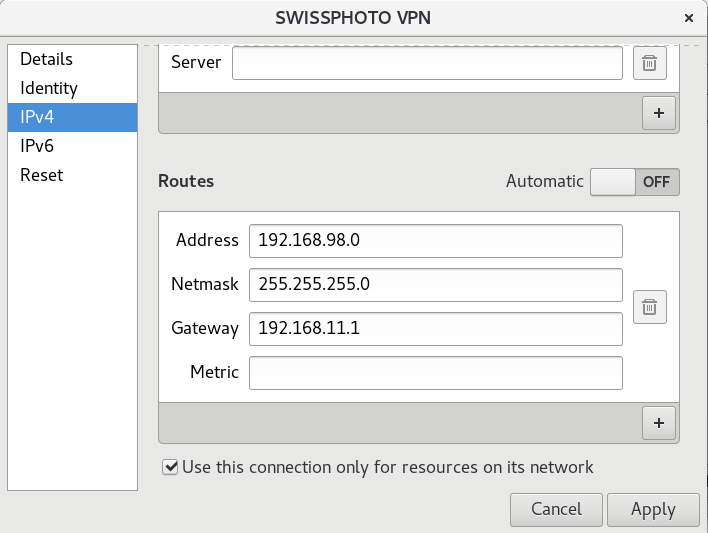 SWISSPHOTO VPN
Details
Identity
IPv4
IPv6
Reset
Server
Routes
Automatic OFF
Address 192.168.98.0
Netmask 255.255.255.0
Gateway 192.168.11.1
Metric
Use this connection only for resources on its network
Cancel Apply